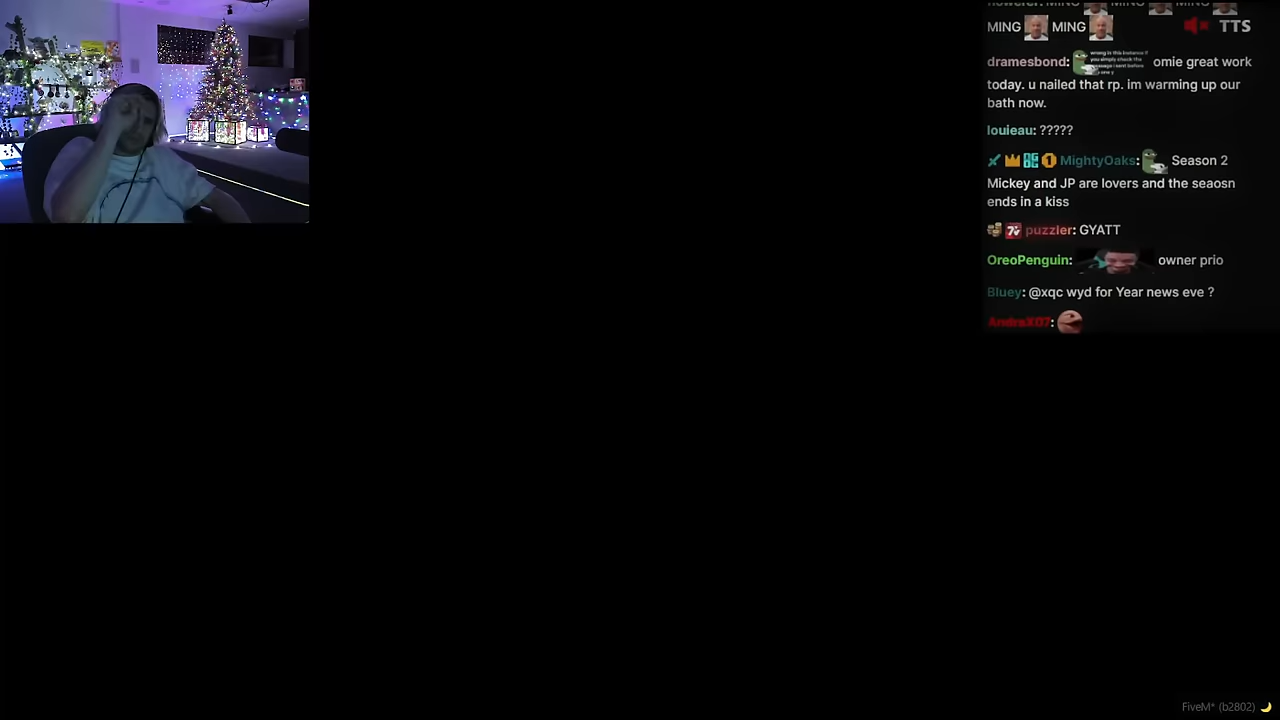 MING MING
TTS
dramesbond: omie great work
today. u nailed that rp. im warming up our
bath now.
louieau: ?????
MightyOaks: Season 2
Mickey and JP are lovers and the seaosn
ends in a kiss
puzzler: GYATT
OreoPenguin: owner prio
Bluey: @xqc wyd for Year news eve ?
AndraX07:
FiveM* (b2802)